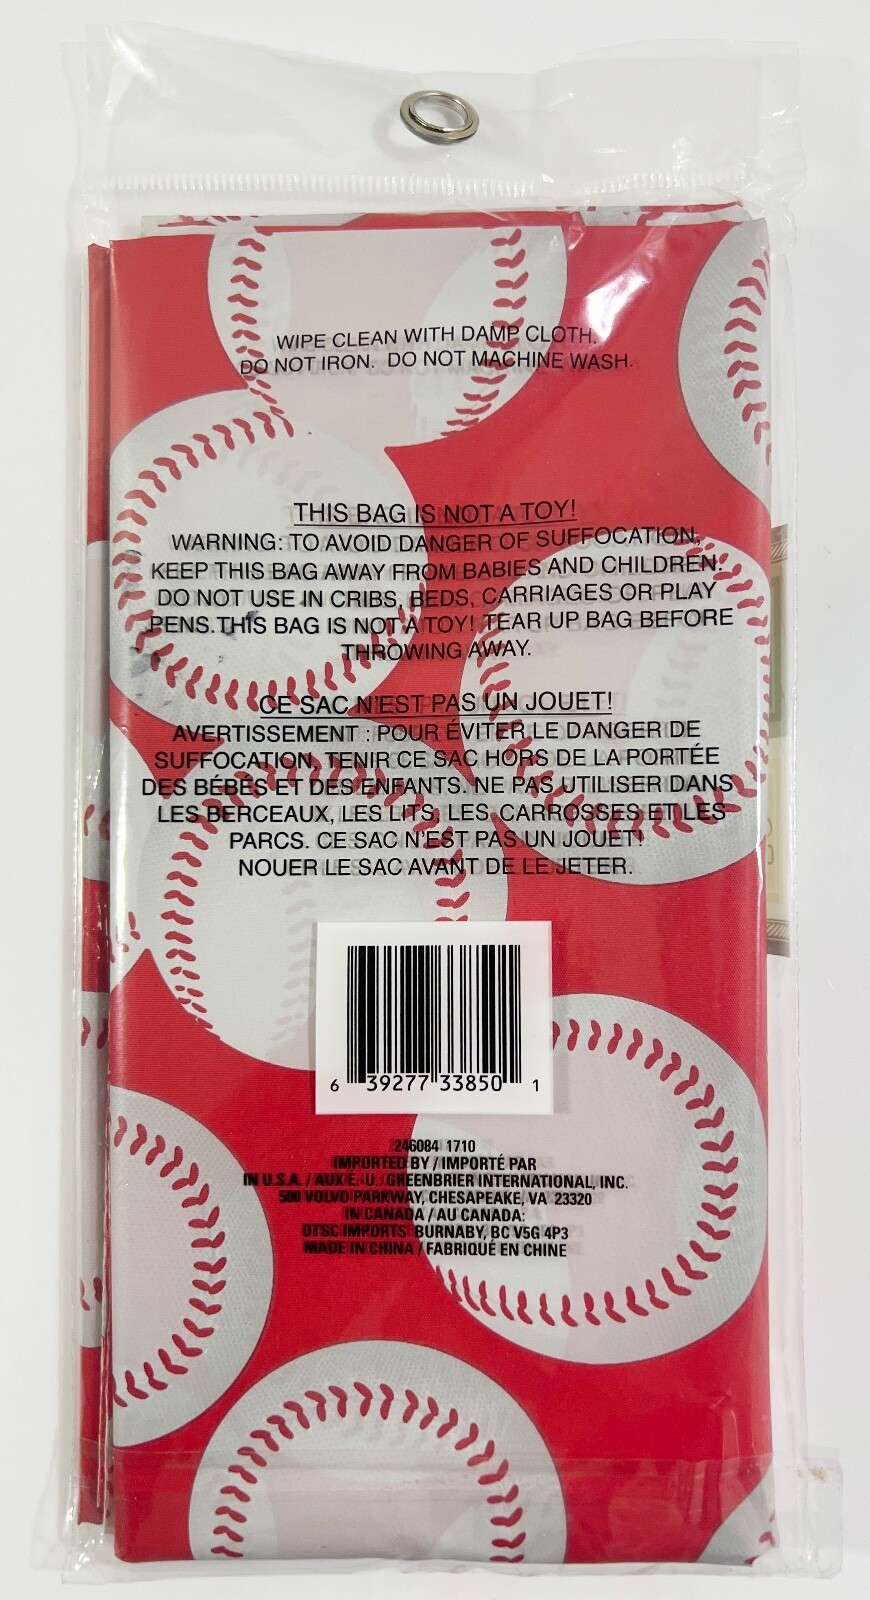 WIPE CLEAN WITH DAMP CLOTH.
DO NOT IRON. DO NOT MACHINE WASH.
THIS BAG IS NOT A TOY!
WARNING: TO AVOID DANGER OF SUFFOCATION,
KEEP THIS BAG AWAY FROM BABIES AND CHILDREN.
DO NOT USE IN CRIBS, BEDS, CARRIAGES OR PLAY
PENS.THIS BAG IS NOT A TOY! TEAR UP BAG BEFORE
THROWING AWAY.
CE SAC N'EST PAS UN JOUET!
AVERTISSEMENT : POUR ÉVITER LE DANGER DE
SUFFOCATION, TENIR CE SAC HORS DE LA PORTÉE
DES BÉBÉS ET DES ENFANTS. NE PAS UTILISER DANS
LES BERCEAUX, LES LITS, LES CARROSSES ET LES
PARCS. CE SAC N'EST PAS UN JOUET!
NOUER LE SAC AVANT DE LE JETER.
6 39277 33850 1
246084 1710
IMPORTED BY / IMPORTÉ PAR
IN U.S.A. / AUX É.-U.: GREENBRIER INTERNATIONAL, INC.
500 VOLVO PARKWAY, CHESAPEAKE, VA 23320
IN CANADA / AU CANADA:
DTSC IMPORTS BURNABY, BC V5G 4P3
MADE IN CHINA / FABRIQUÉ EN CHINE